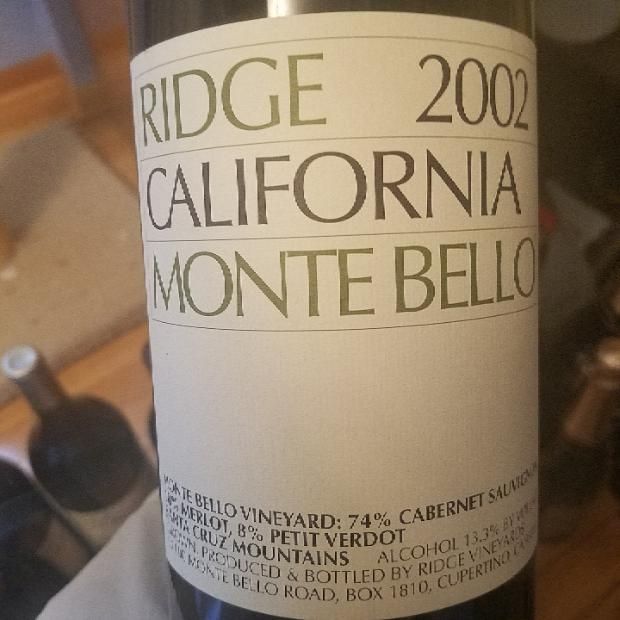 RIDGE 2002
CALIFORNIA
MONTE BELLO
MONTE BELLO VINEYARD: 74% CABERNET SAUVIGNON
MERLOT, 8% PETIT VERDOT
SANTA CRUZ MOUNTAINS ALCOHOL 13.3% BY
PRODUCED & BOTTLED BY RIDGE VINEYARDS
MONTE BELLO ROAD, BOX 1810, CUPERTINO,